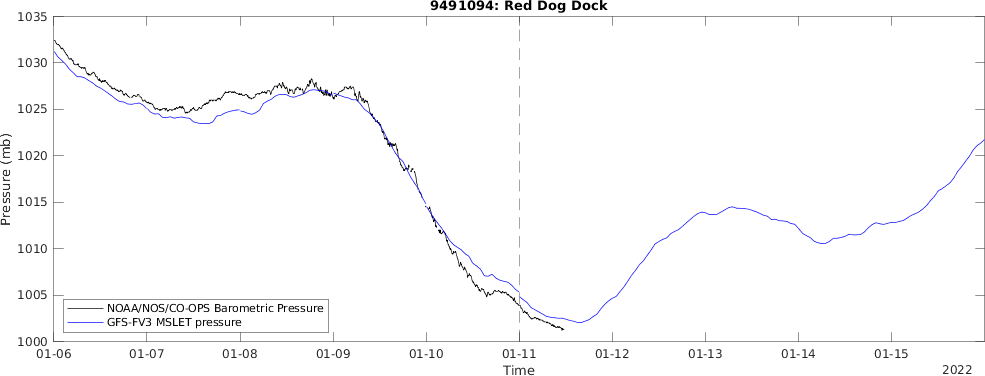 9491094: Red Dog Dock
Pressure (mb)
1035
1030
1025
1020
1015
1010
1005
1000
NOAA/NOS/CO-OPS Barometric Pressure
GFS-FV3 MSLET pressure
01-06 01-07 01-08 01-09 01-10 01-11 01-12 01-13 01-14 01-15
Time
2022